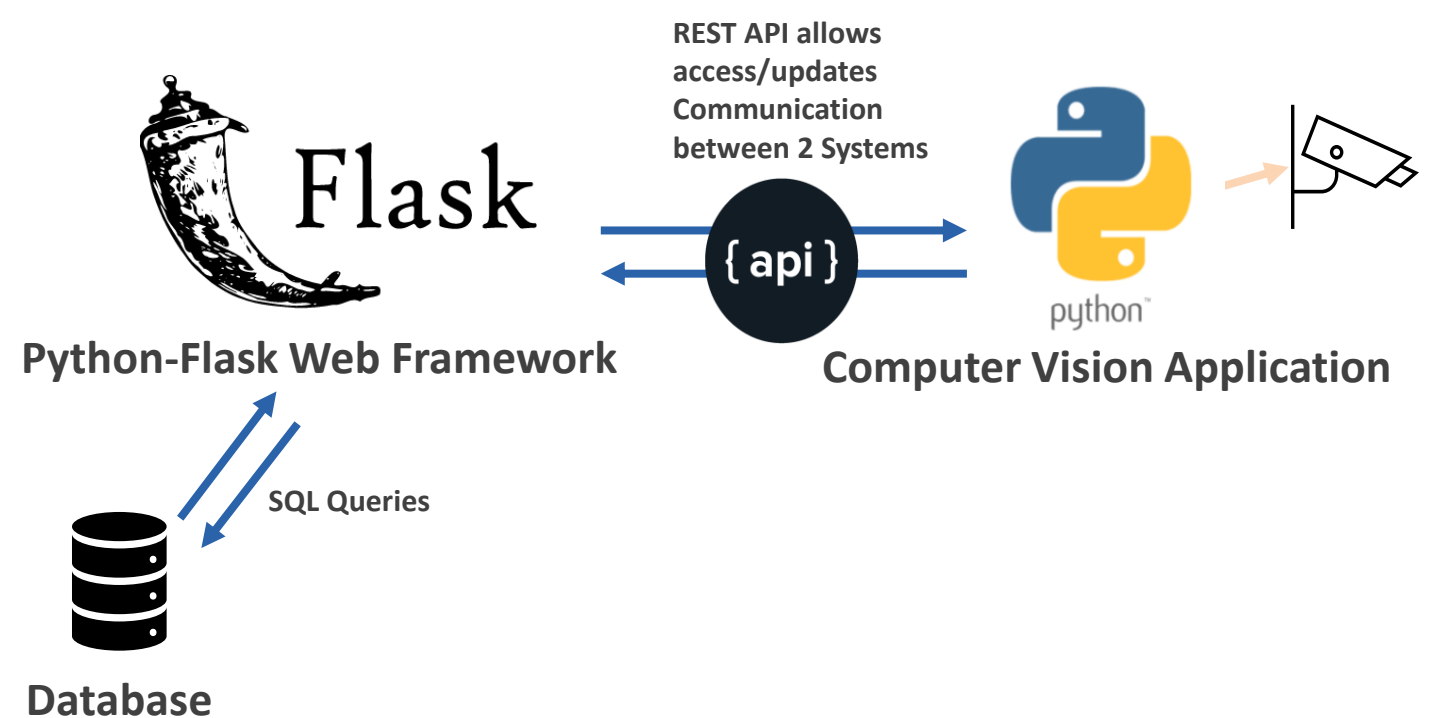 REST API allows
access/updates
Communication
between 2 Systems
Flask
{ api }
python™
Python-Flask Web Framework
Computer Vision Application
SQL Queries
Database